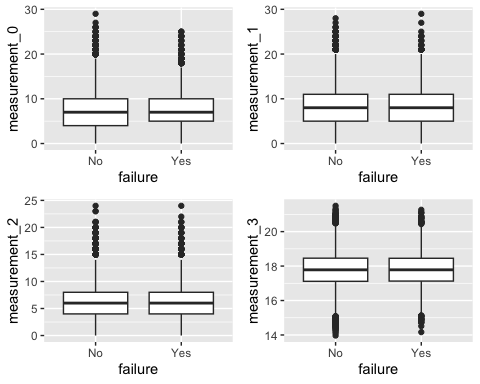 measurement_0
30
20
10
0
No Yes
failure
measurement_1
30
20
10
0
No Yes
failure
measurement_2
25
20
15
10
5
0
No Yes
failure
measurement_3
20
18
16
14
No Yes
failure